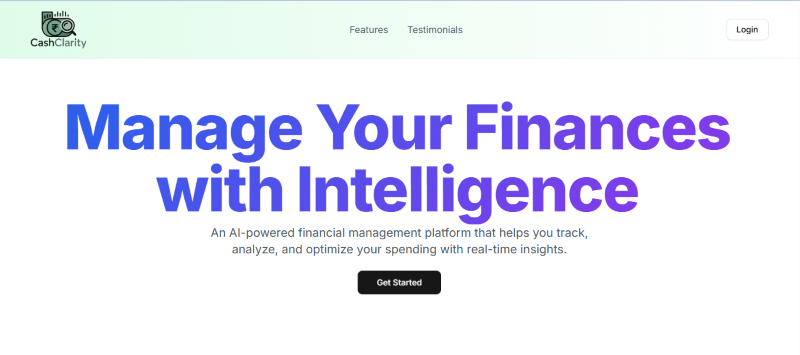 ₹
CashClarity
Features
Testimonials
Login
Manage Your Finances
with Intelligence
An AI-powered financial management platform that helps you track,
analyze, and optimize your spending with real-time insights.
Get Started